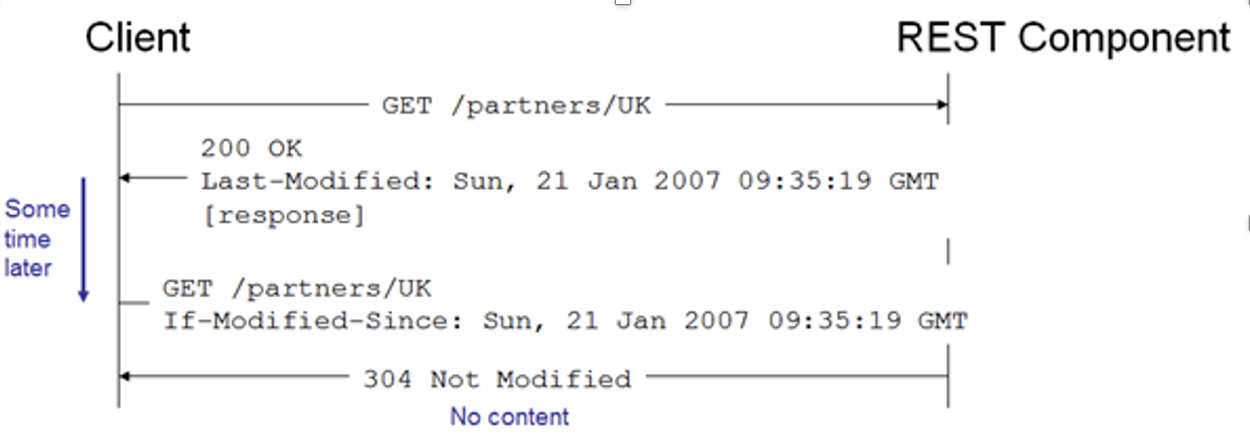 Client
REST Component
GET /partners/UK
200 OK
Last-Modified: Sun, 21 Jan 2007 09:35:19 GMT
[response]
Some
time
later
GET /partners/UK
If-Modified-Since: Sun, 21 Jan 2007 09:35:19 GMT
304 Not Modified
No content